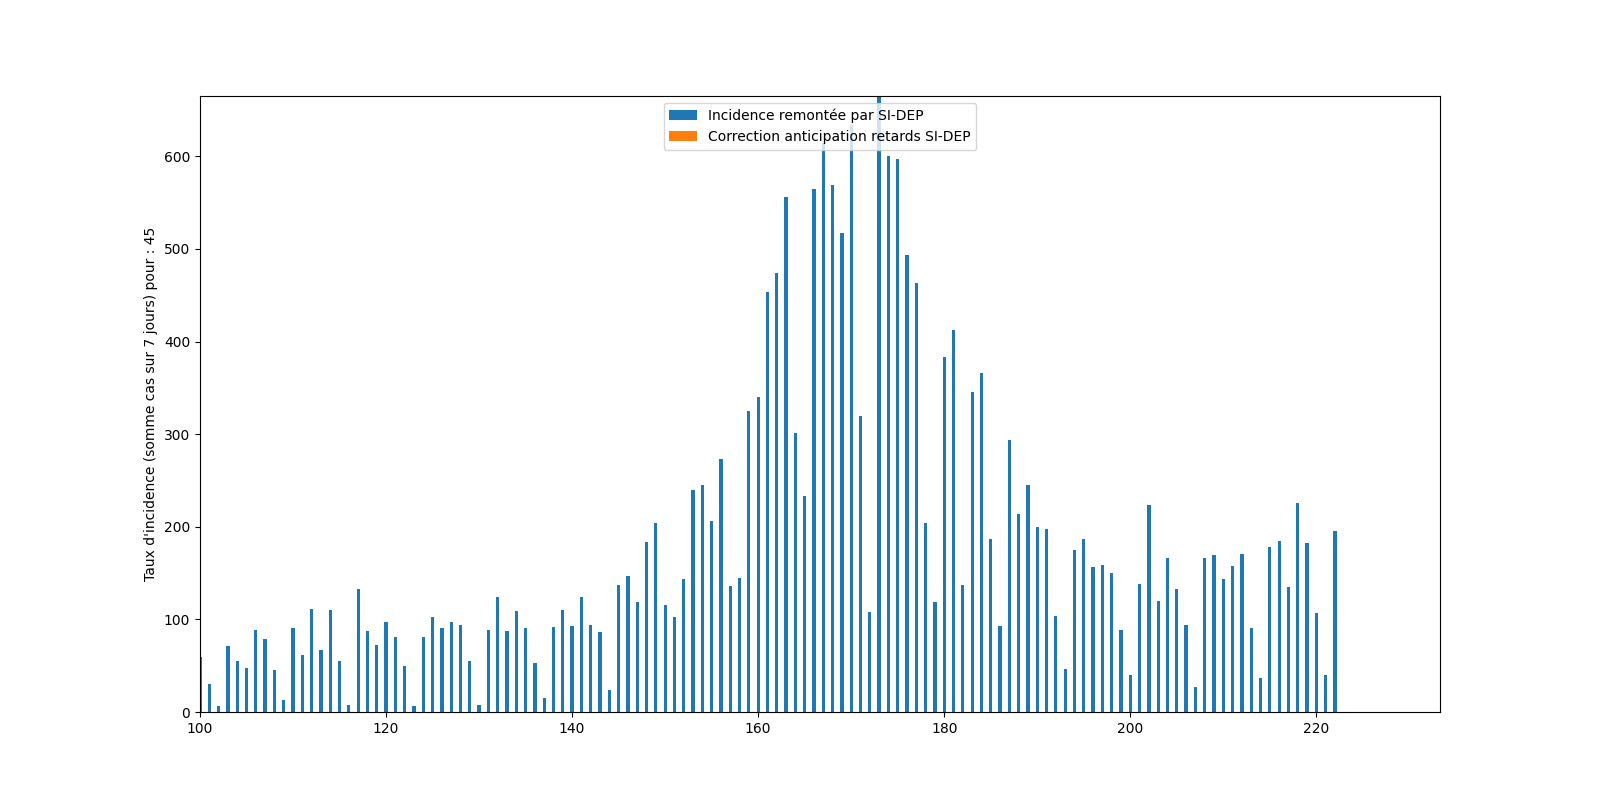 Incidence remontée par SI-DEP
Correction anticipation retards SI-DEP
Taux d'incidence (somme cas sur 7 jours) pour : 45
600
500
400
300
200
100
0
100 120 140 160 180 200 220